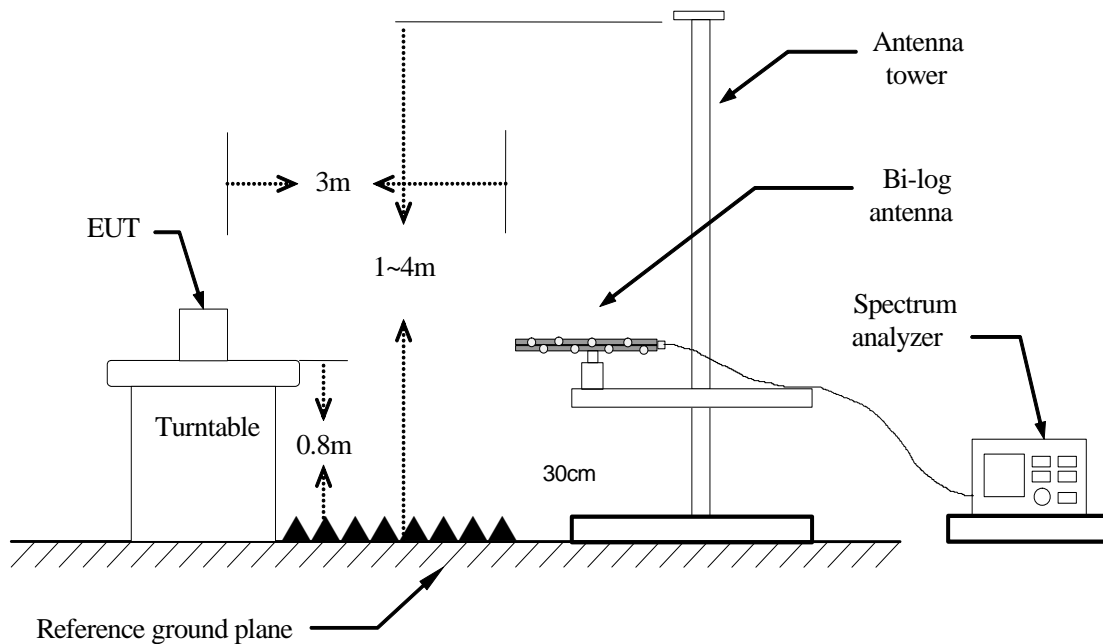 Antenna
tower
3m
Bi-log
antenna
EUT
1~4m
Spectrum
analyzer
Turntable
0.8m
30cm
Reference ground plane